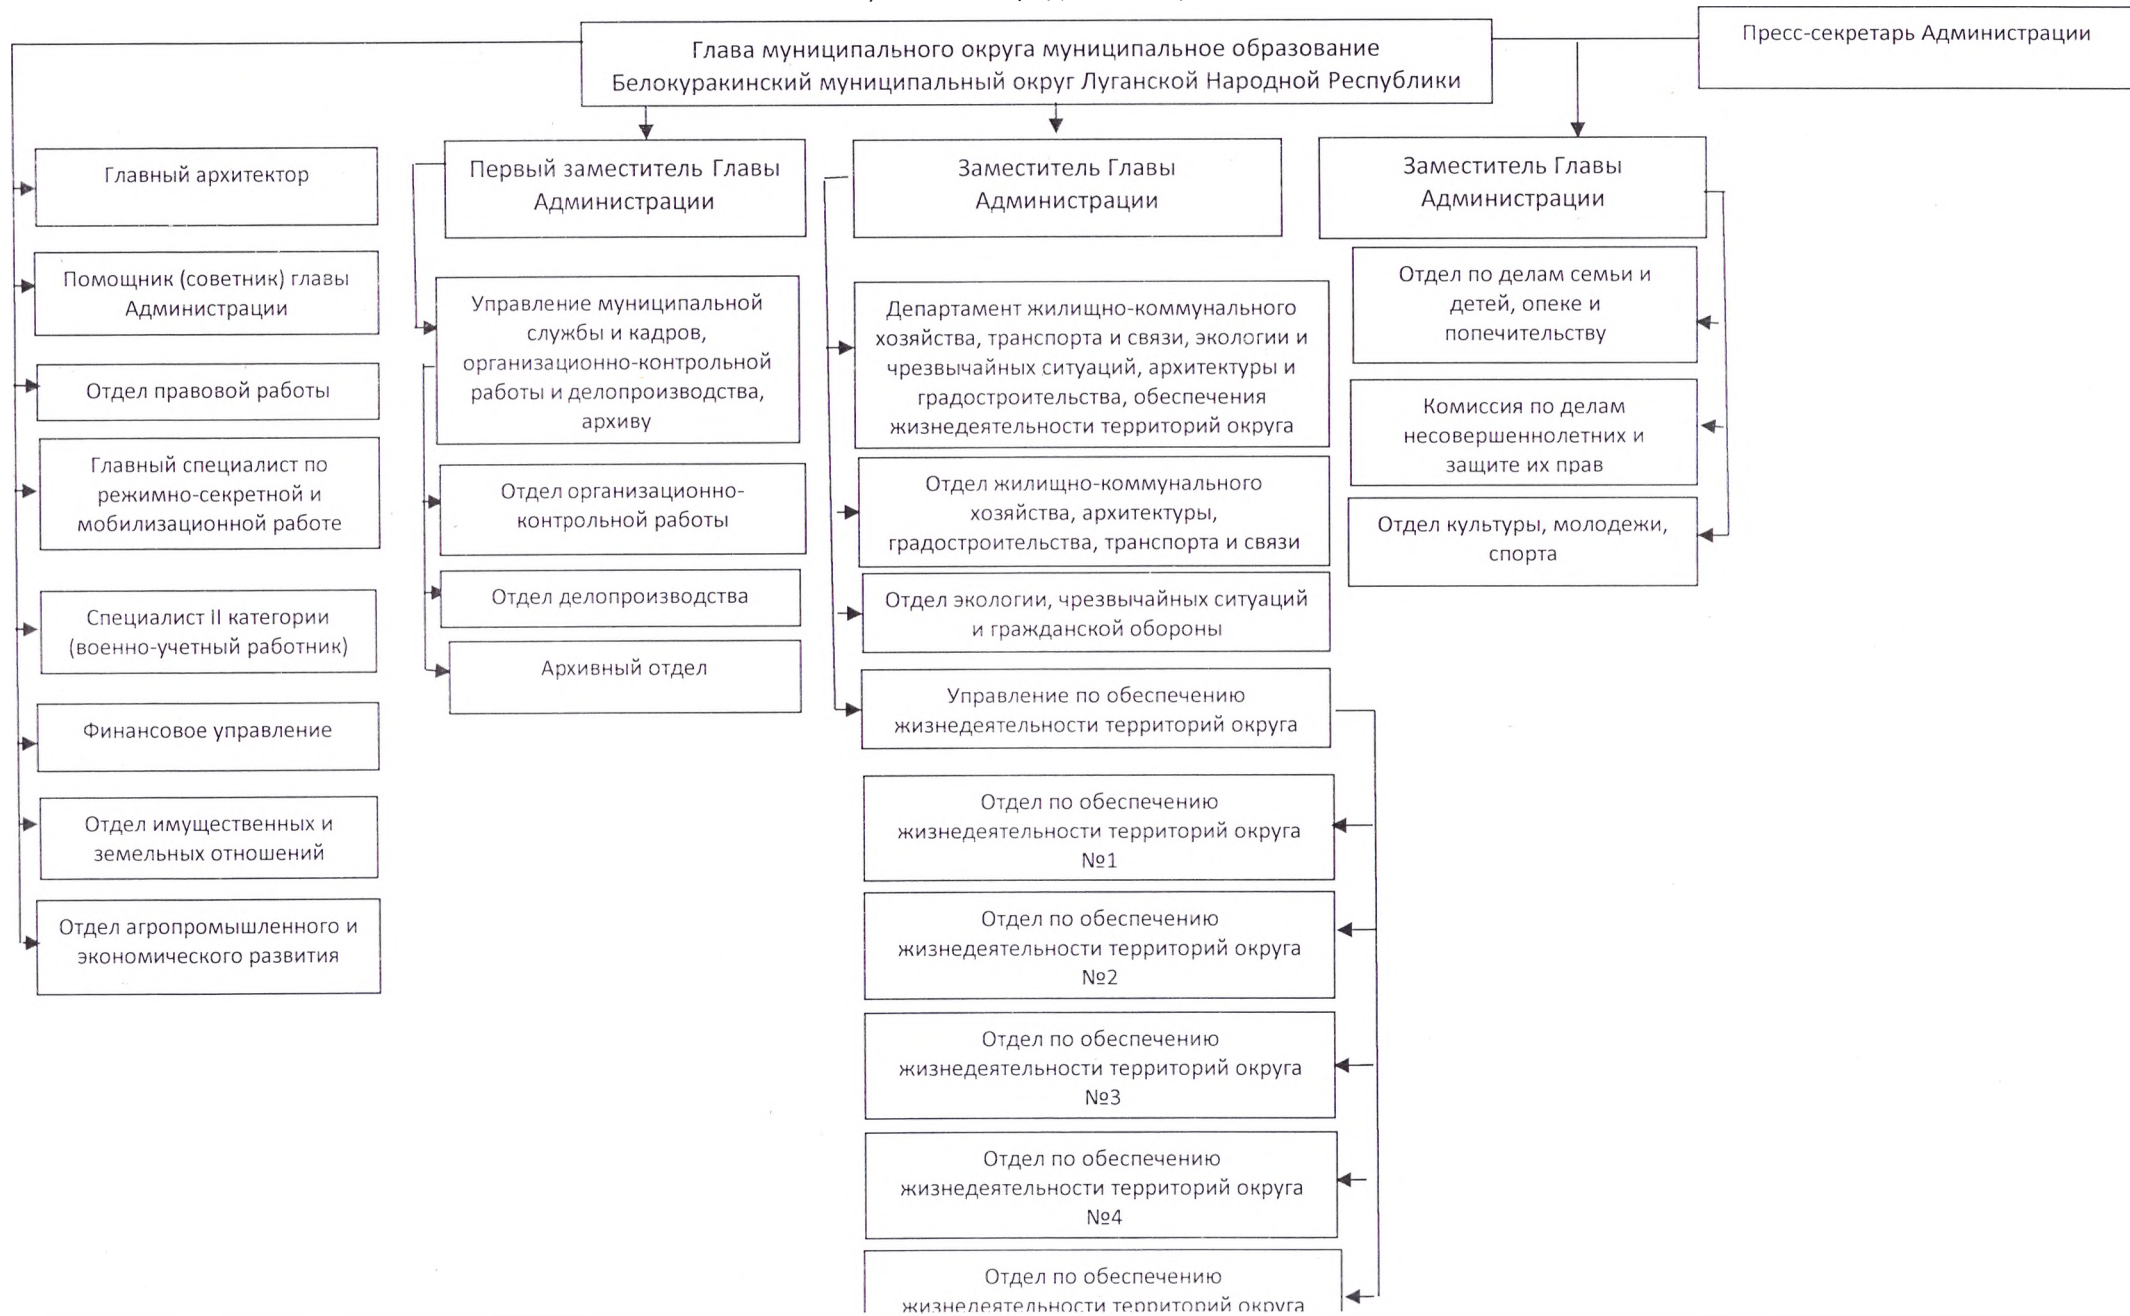 Глава муниципального округа муниципальное образование
Белокуракинский муниципальный округ Луганской Народной Республики
Пресс-секретарь Администрации
Главный архитектор
Помощник (советник) главы
Администрации
Отдел правовой работы
Главный специалист по
режимно-секретной и
мобилизационной работе
Специалист II категории
(военно-учетный работник)
Финансовое управление
Отдел имущественных и
земельных отношений
Отдел агропромышленного и
экономического развития
Первый заместитель Главы
Администрации
Управление муниципальной
службы и кадров,
организационно-контрольной
работы и делопроизводства,
архиву
Отдел организационно-
контрольной работы
Отдел делопроизводства
Архивный отдел
Заместитель Главы
Администрации
Департамент жилищно-коммунального
хозяйства, транспорта и связи, экологии и
чрезвычайных ситуаций, архитектуры и
градостроительства, обеспечения
жизнедеятельности территорий округа
Отдел жилищно-коммунального
хозяйства, архитектуры,
градостроительства, транспорта и связи
Отдел экологии, чрезвычайных ситуаций
и гражданской обороны
Управление по обеспечению
жизнедеятельности территорий округа
Отдел по обеспечению
жизнедеятельности территорий округа
№1
Отдел по обеспечению
жизнедеятельности территорий округа
№2
Отдел по обеспечению
жизнедеятельности территорий округа
№3
Отдел по обеспечению
жизнедеятельности территорий округа
№4
Отдел по обеспечению
жизнедеятельности территорий округа
Заместитель Главы
Администрации
Отдел по делам семьи и
детей, опеке и
попечительству
Комиссия по делам
несовершеннолетних и
защите их прав
Отдел культуры, молодежи,
спорта